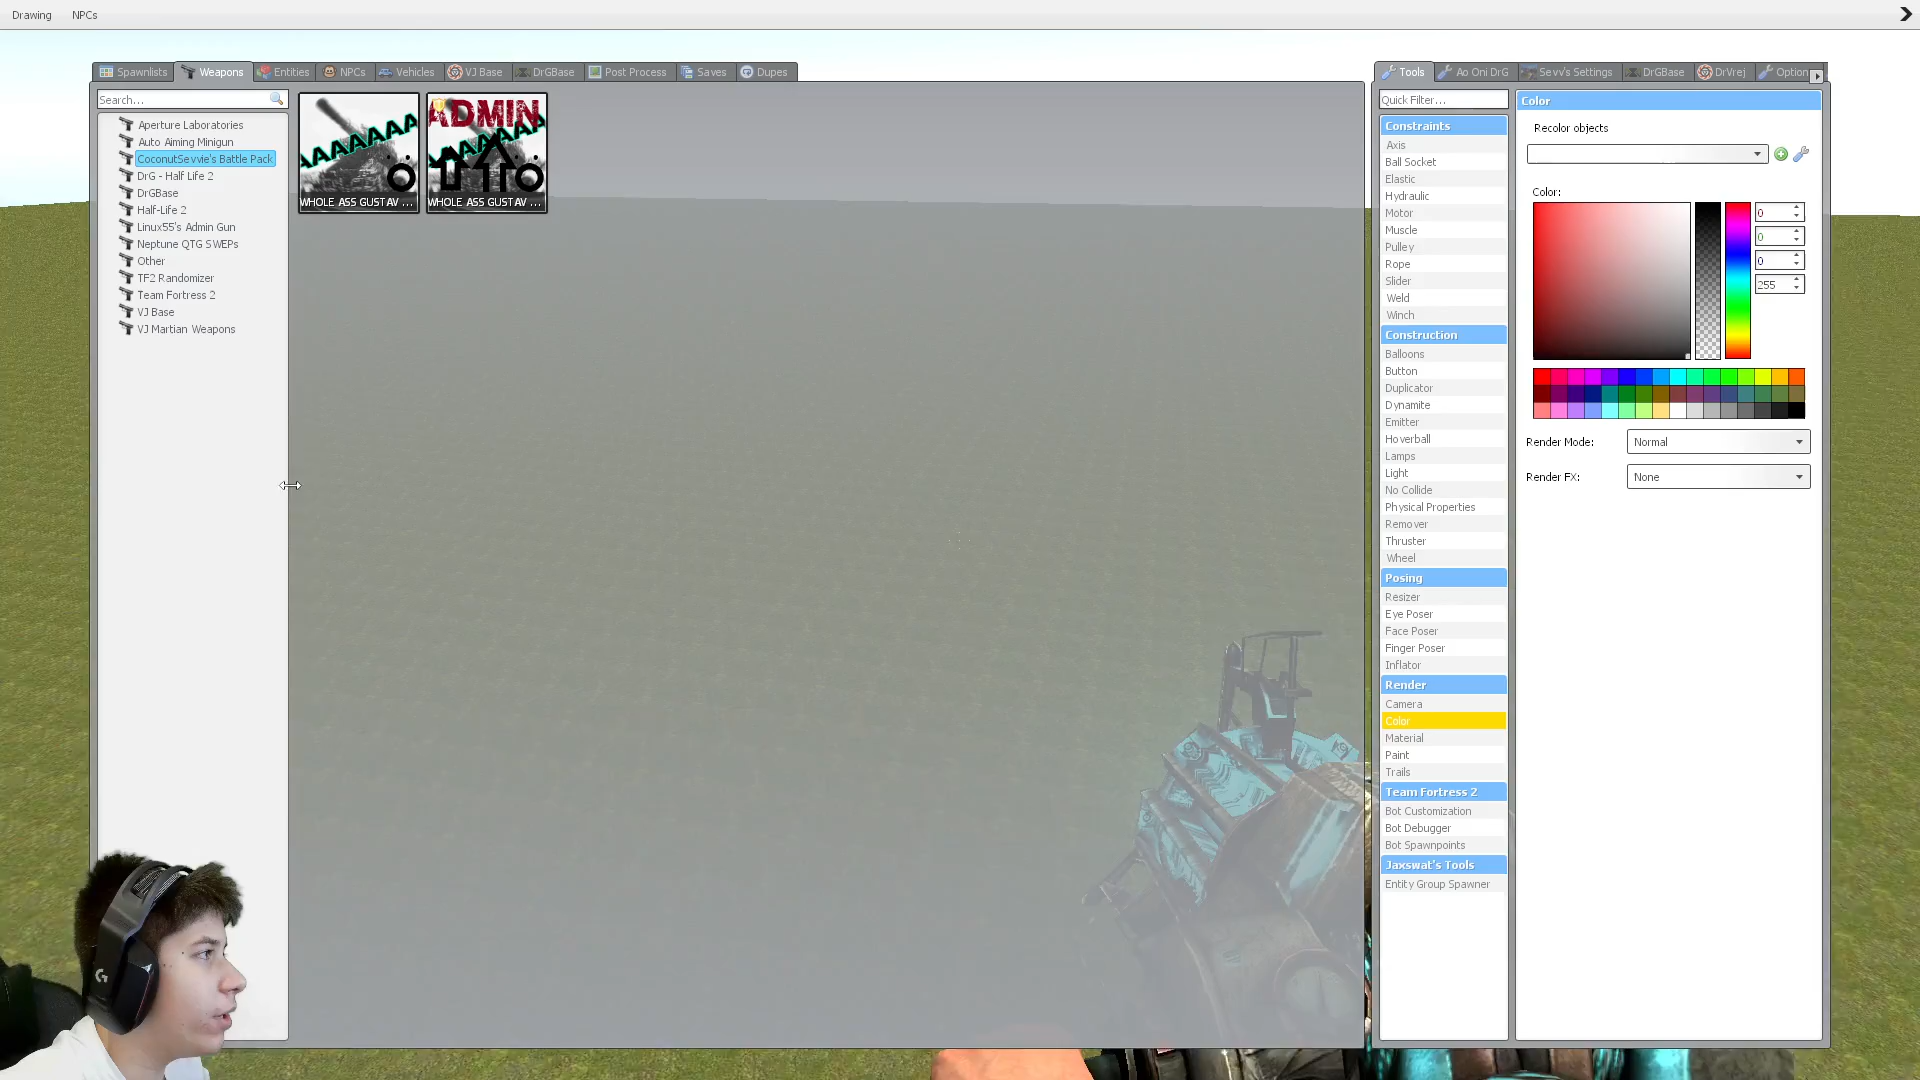 Drawing NPCs
Spawnlists Weapons Entities NPCs Vehicles VJ Base DrGBase Post Process Saves Dupes
Search...
Aperture Laboratories
Auto Aiming Minigun
CoconutSevvie's Battle Pack
DrG - Half Life 2
DrGBase
Half-Life 2
Linux55's Admin Gun
Neptune QTG SWEPs
Other
TF2 Randomizer
Team Fortress 2
VJ Base
VJ Martian Weapons
AAAAAAA
WHOLE ASS GUSTAV ...
ADMIN
WHOLE ASS GUSTAV ...
Tools Ao Oni DrG Sevv's Settings DrGBase DrVrej Option
Quick Filter...
Constraints
Axis
Ball Socket
Elastic
Hydraulic
Motor
Muscle
Pulley
Rope
Slider
Weld
Winch
Construction
Balloons
Button
Duplicator
Dynamite
Emitter
Hoverball
Lamps
Light
No Collide
Physical Properties
Remover
Thruster
Wheel
Posing
Resizer
Eye Poser
Face Poser
Finger Poser
Inflator
Render
Camera
Color
Material
Paint
Trails
Team Fortress 2
Bot Customization
Bot Debugger
Bot Spawnpoints
Jaxswat's Tools
Entity Group Spawner
Color
Recolor objects
Color:
0
0
0
255
Render Mode: Normal
Render FX: None
G